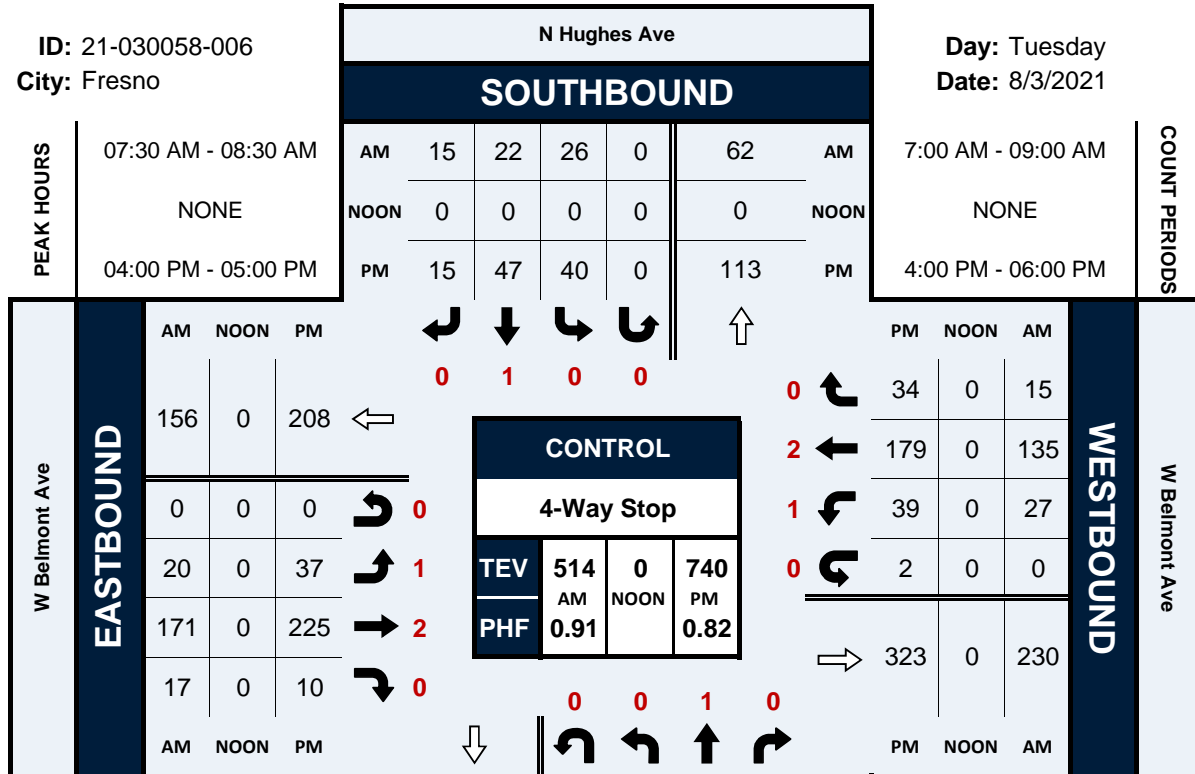 N Hughes Ave
ID: 21-030058-006
Day: Tuesday
City: Fresno
Date: 8/3/2021
SOUTHBOUND
PEAK HOURS
07:30 AM - 08:30 AM
NONE
04:00 PM - 05:00 PM
AM 15 22 26 0 62 AM
NOON 0 0 0 0 0 NOON
PM 15 47 40 0 113 PM
7:00 AM - 09:00 AM
NONE
4:00 PM - 06:00 PM
COUNT PERIODS
0 1 0 0
W Belmont Ave
EASTBOUND
AM NOON PM
156 0 208
0 0 0 0
20 0 37 1
171 0 225 2
17 0 10 0
AM NOON PM
CONTROL
4-Way Stop
TEV 514 0 740
AM NOON PM
PHF 0.91 0.82
PM NOON AM
0 34 0 15
2 179 0 135
1 39 0 27
0 2 0 0
323 0 230
PM NOON AM
WESTBOUND
W Belmont Ave
0 0 1 0